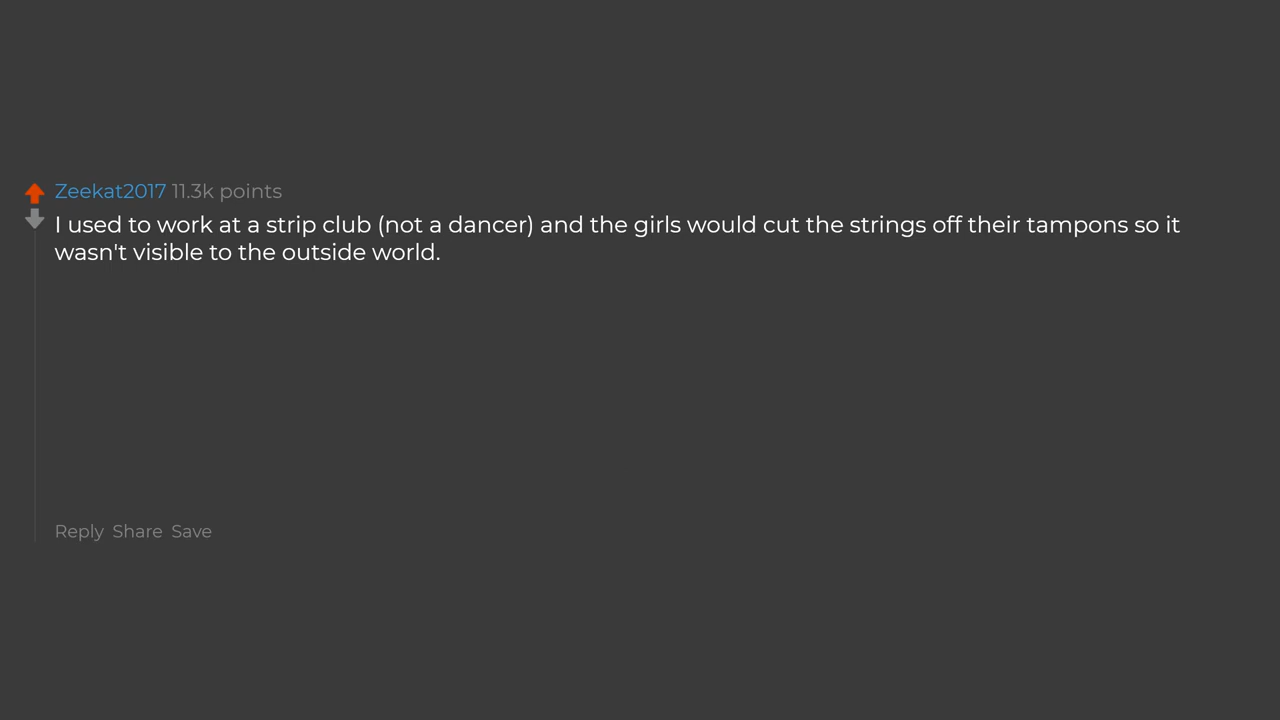 Zeekat2017 11.3k points
I used to work at a strip club (not a dancer) and the girls would cut the strings off their tampons so it
wasn't visible to the outside world.
Reply Share Save